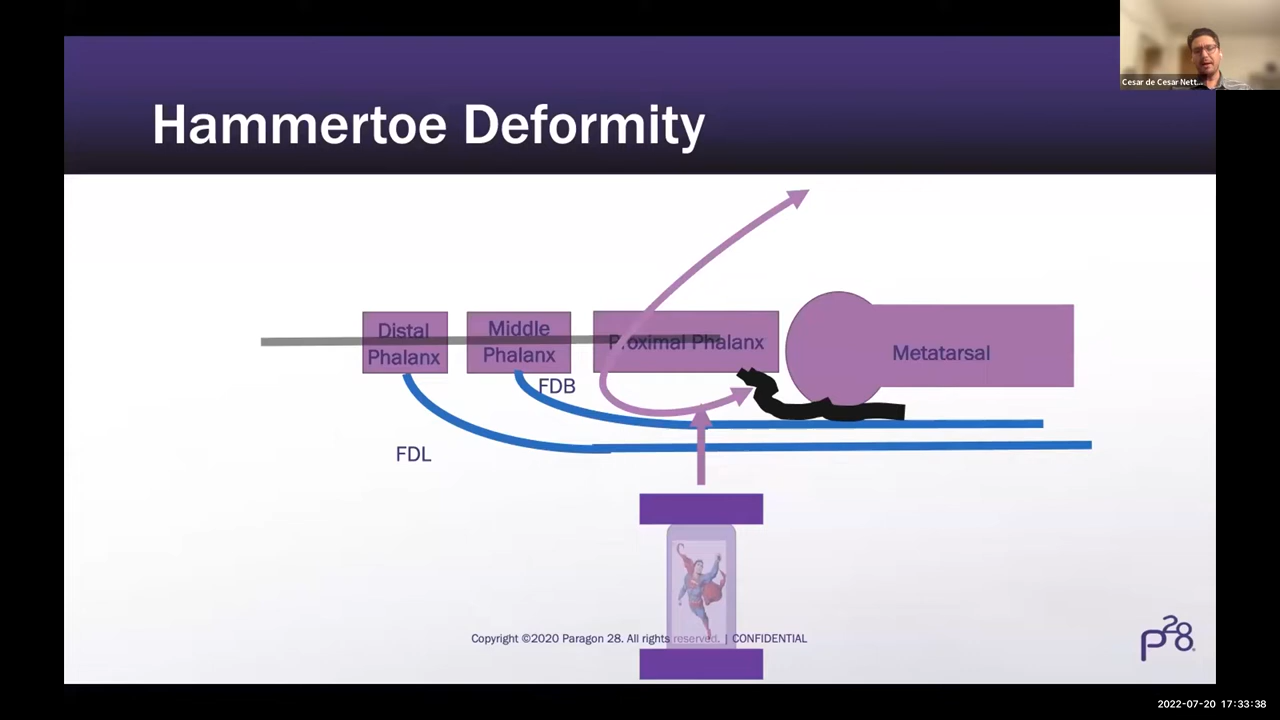 Cesar de Cesar Nett...
Hammertoe Deformity
Distal
Phalanx
Middle
Phalanx
Proximal Phalanx
Metatarsal
FDB
FDL
Copyright ©2020 Paragon 28. All rights reserved. | CONFIDENTIAL
p28
2022-07-20 17:33:38